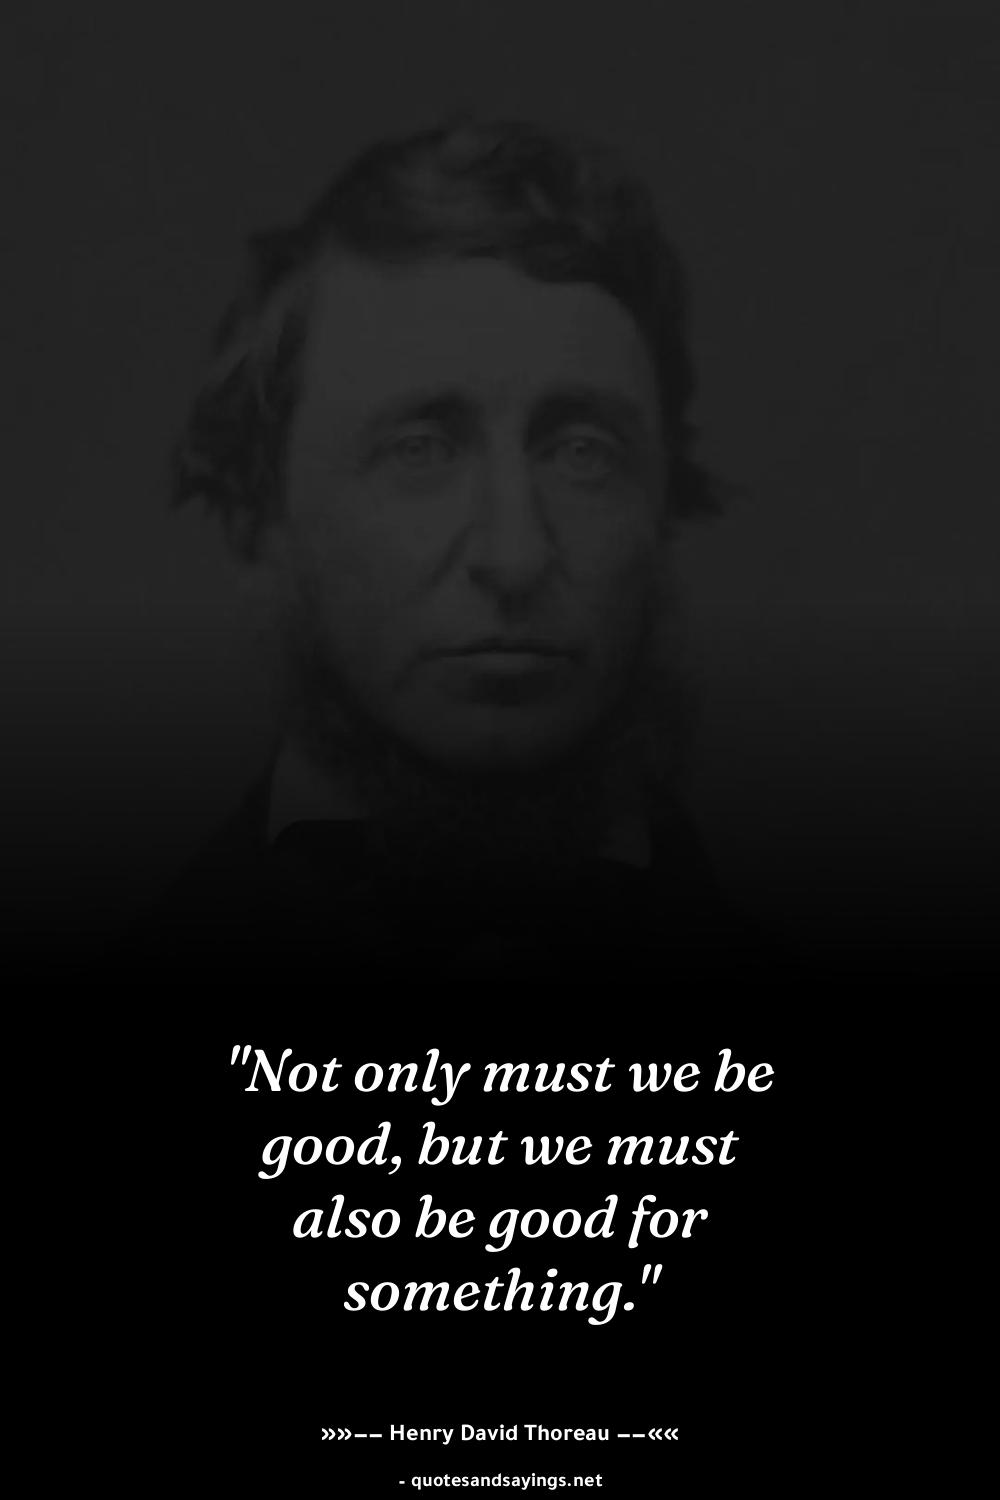 "Not only must we be
good, but we must
also be good for
something."
»»–– Henry David Thoreau ––««
- quotesandsayings.net